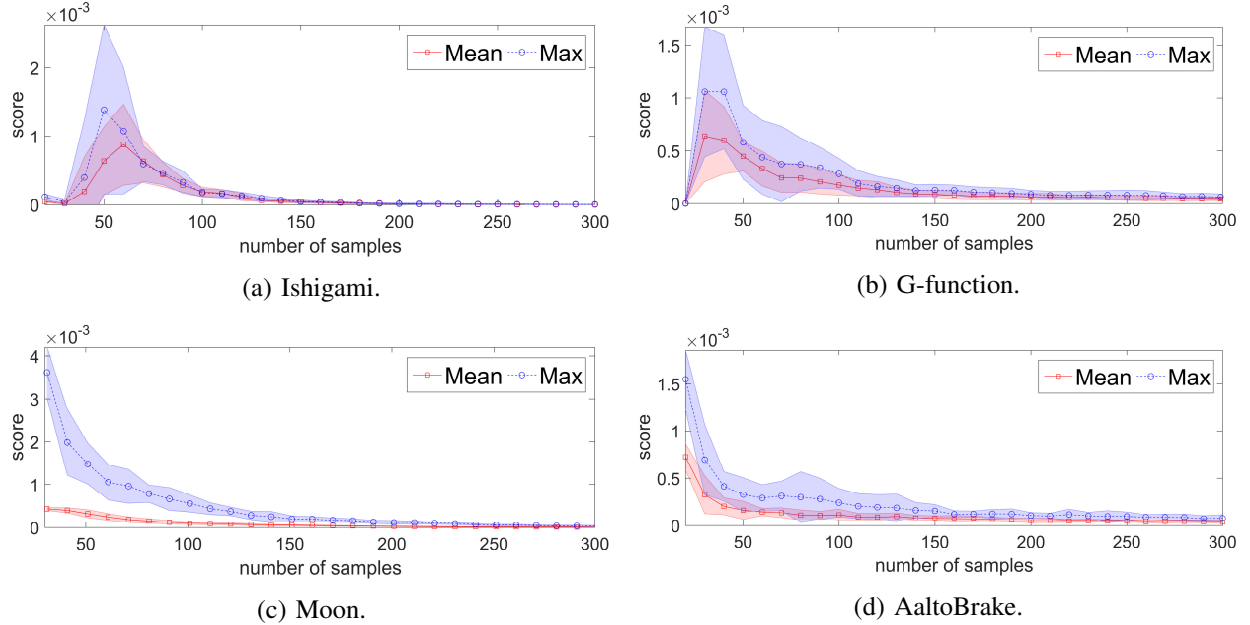 ×10⁻³
2
1
0
score
50
100
150
200
250
300
number of samples
Mean
Max
(a) Ishigami.
×10⁻³
1.5
1
0.5
0
score
50
100
150
200
250
300
number of samples
Mean
Max
(b) G-function.
×10⁻³
4
3
2
1
0
score
50
100
150
200
250
300
number of samples
Mean
Max
(c) Moon.
×10⁻³
1.5
1
0.5
0
score
50
100
150
200
250
300
number of samples
Mean
Max
(d) AaltoBrake.